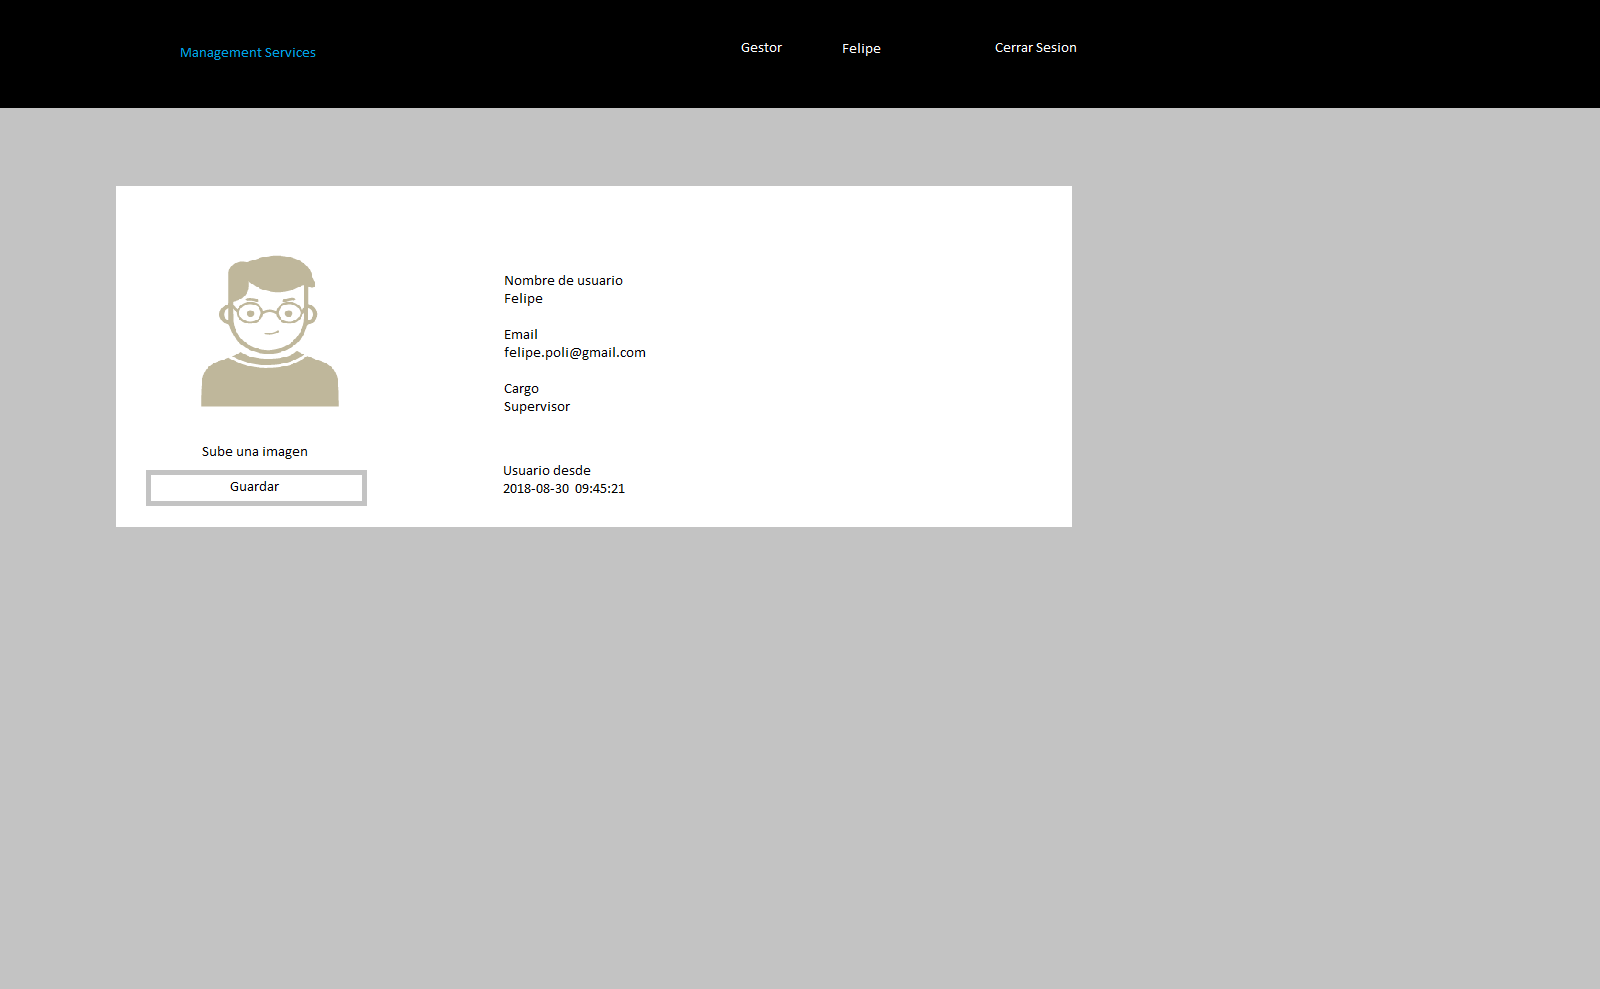 Management Services
Gestor
Felipe
Cerrar Sesion
Nombre de usuario
Felipe
Email
felipe.poli@gmail.com
Cargo
Supervisor
Usuario desde
2018-08-30 09:45:21
Sube una imagen
Guardar